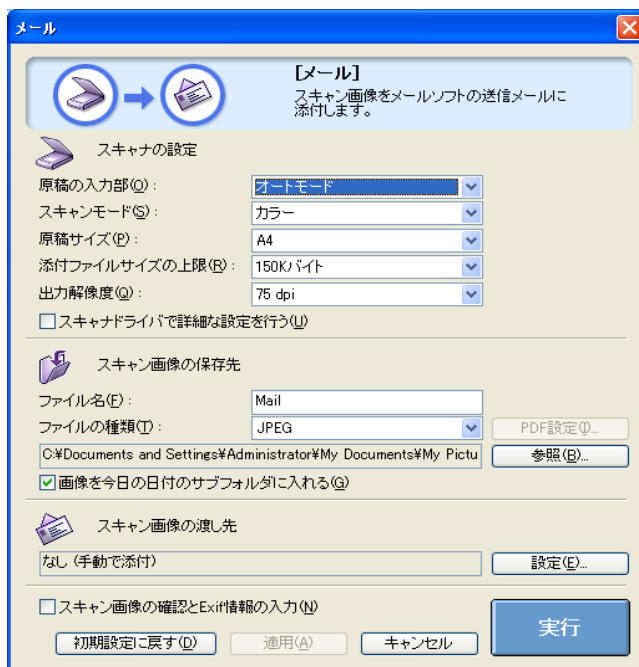 メール
[メール]
スキャン画像をメールソフトの送信メールに
添付します。
スキャナの設定
原稿の入力部(O):
オートモード
スキャンモード(S):
カラー
原稿サイズ(P):
A4
添付ファイルサイズの上限(R):
150Kバイト
出力解像度(Q):
75 dpi
スキャナドライバで詳細な設定を行う(U)
スキャン画像の保存先
ファイル名(F):
Mail
ファイルの種類(T):
JPEG
PDF設定(I)...
C:¥Documents and Settings¥Administrator¥My Documents¥My Pictu
参照(B)...
画像を今日の日付のサブフォルダに入れる(G)
スキャン画像の渡し先
なし (手動で添付)
設定(E)...
スキャン画像の確認とExif情報の入力(N)
実行
初期設定に戻す(D)
適用(A)
キャンセル